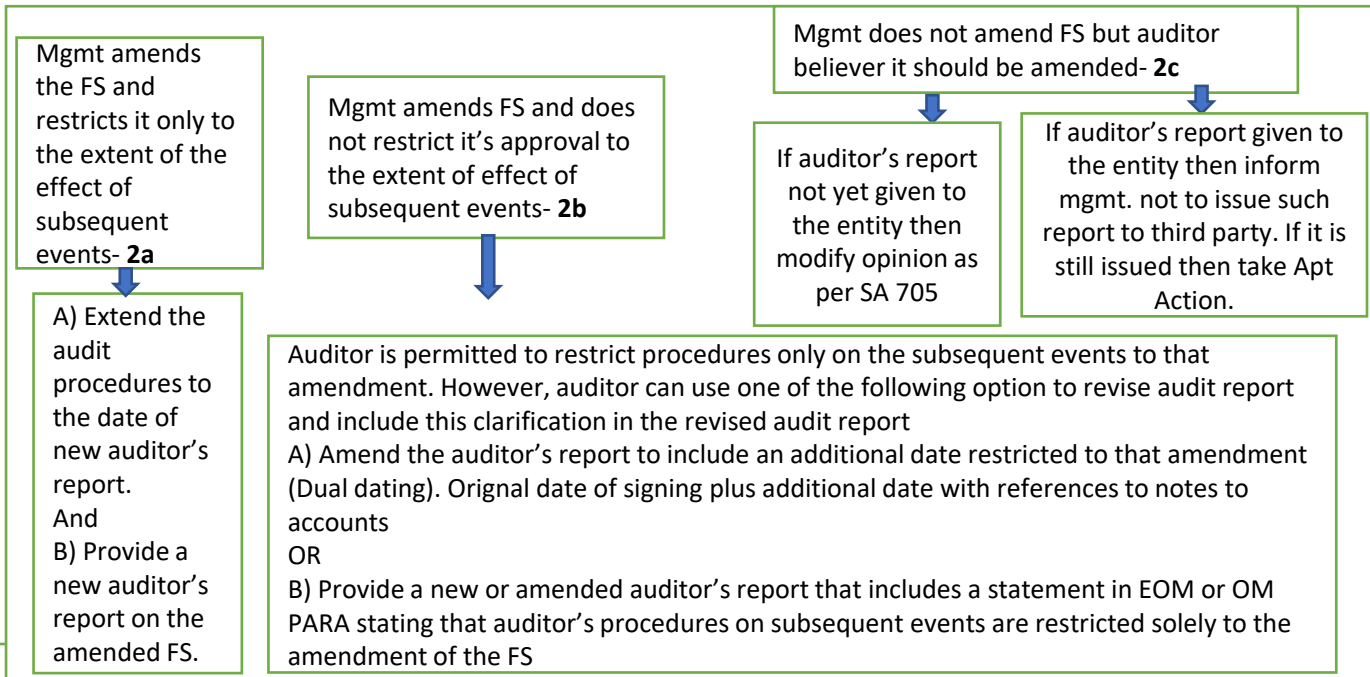 Mgmt amends
the FS and
restricts it only to
the extent of the
effect of
subsequent
events- 2a
Mgmt amends FS and does
not restrict it's approval to
the extent of effect of
subsequent events- 2b
Mgmt does not amend FS but auditor
believer it should be amended- 2c
If auditor's report
not yet given to
the entity then
modify opinion as
per SA 705
If auditor's report given to
the entity then inform
mgmt. not to issue such
report to third party. If it is
still issued then take Apt
Action.
A) Extend the
audit
procedures to
the date of
new auditor's
report.
And
B) Provide a
new auditor's
report on the
amended FS.
Auditor is permitted to restrict procedures only on the subsequent events to that
amendment. However, auditor can use one of the following option to revise audit report
and include this clarification in the revised audit report
A) Amend the auditor's report to include an additional date restricted to that amendment
(Dual dating). Orignal date of signing plus additional date with references to notes to
accounts
OR
B) Provide a new or amended auditor's report that includes a statement in EOM or OM
PARA stating that auditor's procedures on subsequent events are restricted solely to the
amendment of the FS